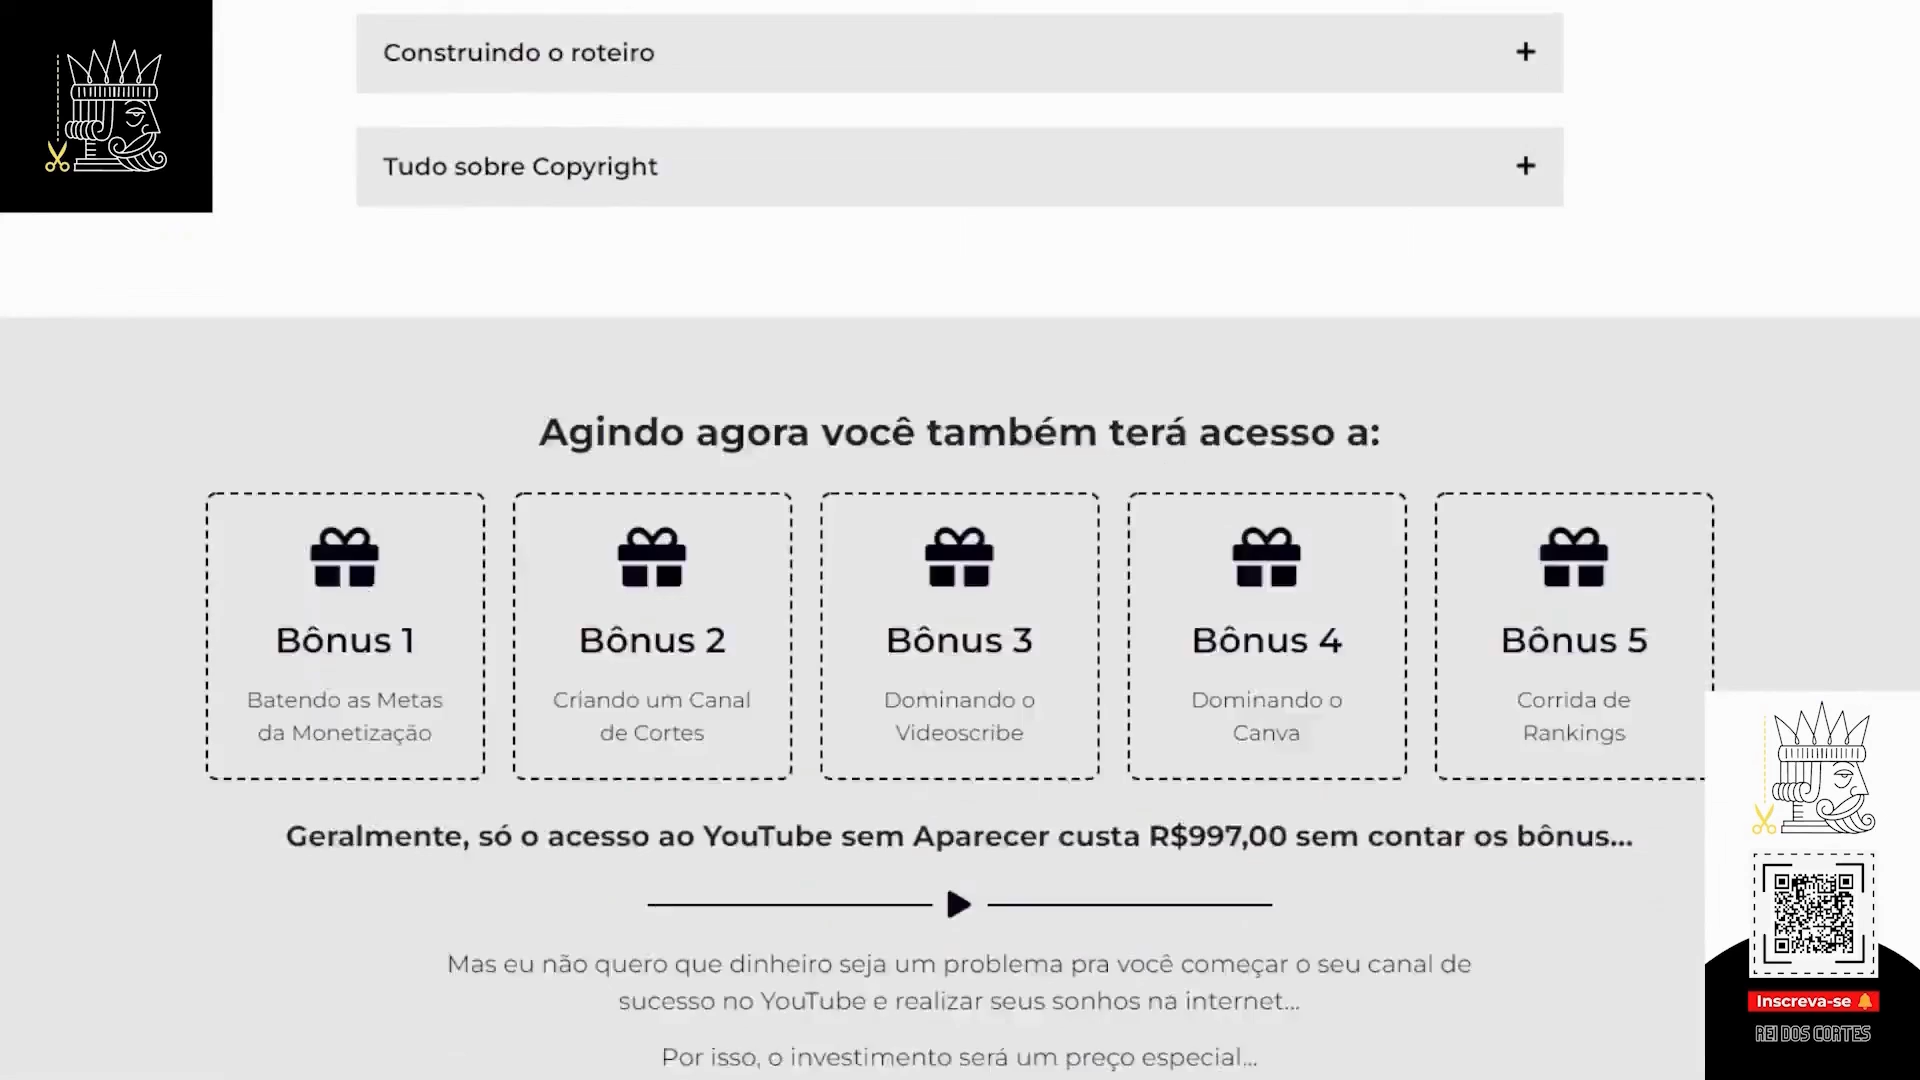 Construindo o roteiro +
Tudo sobre Copyright +
Agindo agora você também terá acesso a:
Bônus 1
Batendo as Metas
da Monetização
Bônus 2
Criando um Canal
de Cortes
Bônus 3
Dominando o
Videoscribe
Bônus 4
Dominando o
Canva
Bônus 5
Corrida de
Rankings
Geralmente, só o acesso ao YouTube sem Aparecer custa R$997,00 sem contar os bônus...
Mas eu não quero que dinheiro seja um problema pra você começar o seu canal de
sucesso no YouTube e realizar seus sonhos na internet...
Por isso, o investimento será um preço especial...
Inscreva-se
REI DOS CORTES